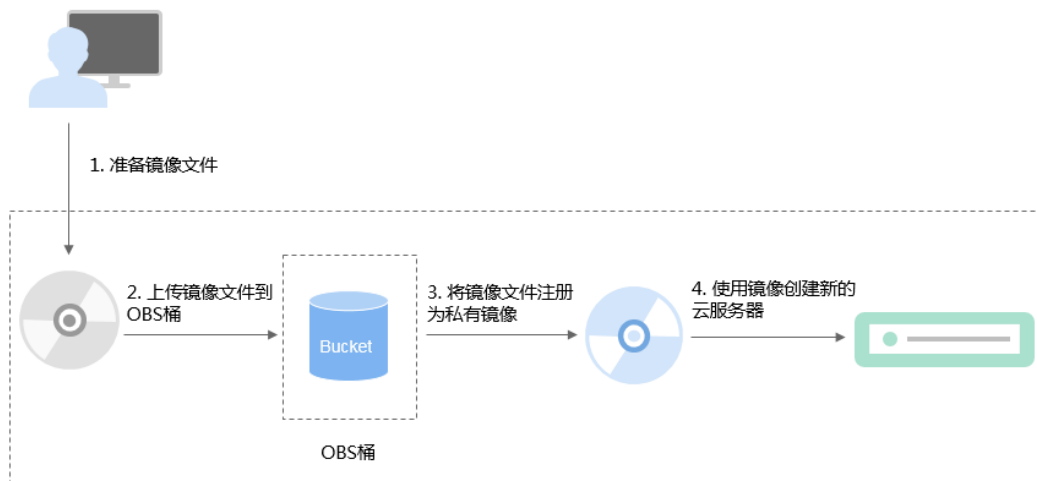 1. 准备镜像文件
2. 上传镜像文件到
OBS桶
Bucket
OBS桶
3. 将镜像文件注册
为私有镜像
4. 使用镜像创建新的
云服务器